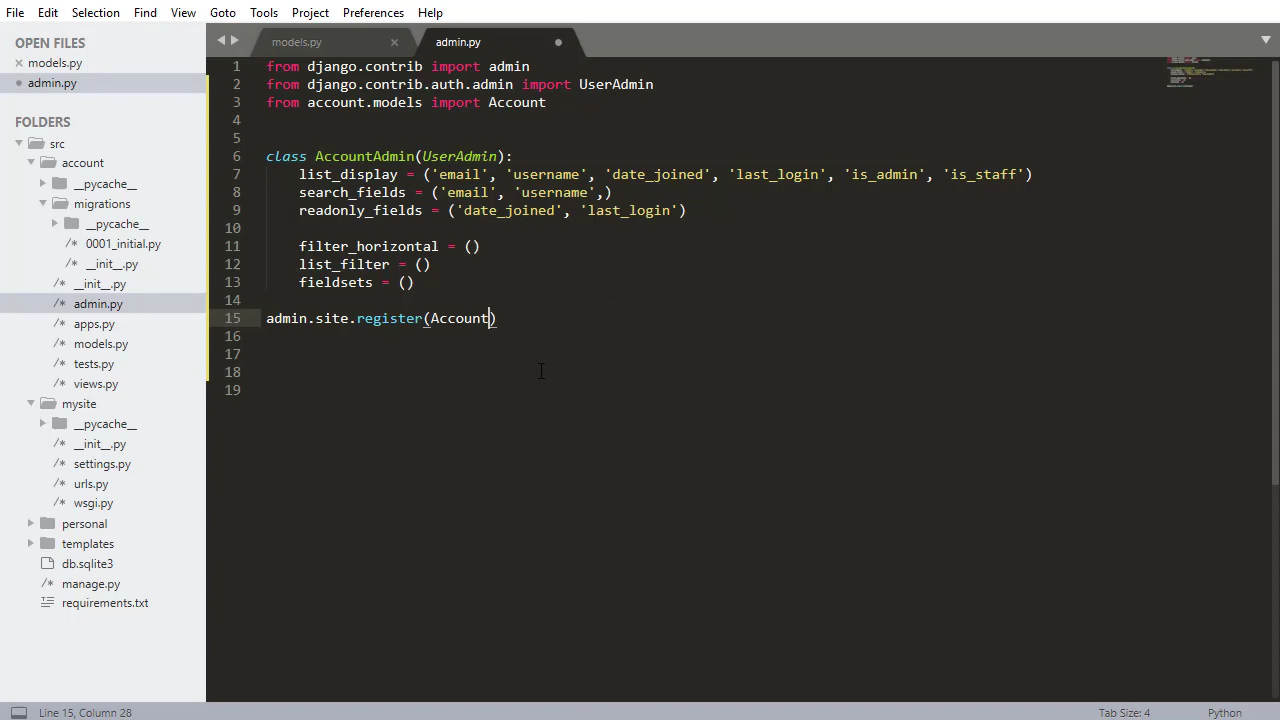 File Edit Selection Find View Goto Tools Project Preferences Help
OPEN FILES
models.py
admin.py
FOLDERS
src
account
__pycache__
migrations
__pycache__
/* 0001_initial.py
/* __init__.py
/* __init__.py
/* admin.py
/* apps.py
/* models.py
/* tests.py
/* views.py
mysite
__pycache__
/* __init__.py
/* settings.py
/* urls.py
/* wsgi.py
personal
templates
db.sqlite3
/* manage.py
requirements.txt
models.py admin.py
1 from django.contrib import admin
2 from django.contrib.auth.admin import UserAdmin
3 from account.models import Account
4
5
6 class AccountAdmin(UserAdmin):
7 list_display = ('email', 'username', 'date_joined', 'last_login', 'is_admin', 'is_staff')
8 search_fields = ('email', 'username',)
9 readonly_fields = ('date_joined', 'last_login')
10
11 filter_horizontal = ()
12 list_filter = ()
13 fieldsets = ()
14
15 admin.site.register(Account)
16
17
18
19
Line 15, Column 28 Tab Size: 4 Python